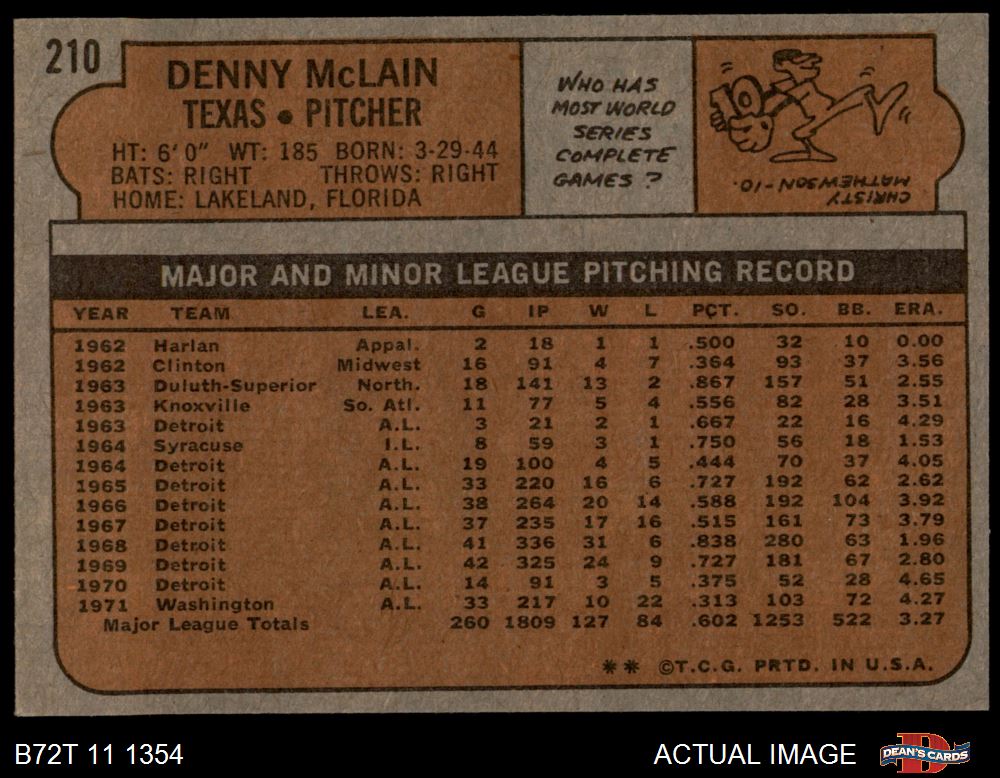 210
DENNY McLAIN
TEXAS • PITCHER
HT: 6'0" WT: 185 BORN: 3-29-44
BATS: RIGHT THROWS: RIGHT
HOME: LAKELAND, FLORIDA
WHO HAS
MOST WORLD
SERIES
COMPLETE
GAMES ?
10
CHRISTY
MATHEWSON-10.
MAJOR AND MINOR LEAGUE PITCHING RECORD
YEAR TEAM LEA. G IP W L PCT. SO. BB. ERA.
1962 Harlan Appal. 2 18 1 1 .500 32 10 0.00
1962 Clinton Midwest 16 91 4 7 .364 93 37 3.56
1963 Duluth-Superior North. 18 141 13 2 .867 157 51 2.55
1963 Knoxville So. Atl. 11 77 5 4 .556 82 28 3.51
1963 Detroit A.L. 3 21 2 1 .667 22 16 4.29
1964 Syracuse I.L. 8 59 3 1 .750 56 18 1.53
1964 Detroit A.L. 19 100 4 5 .444 70 37 4.05
1965 Detroit A.L. 33 220 16 6 .727 192 62 2.62
1966 Detroit A.L. 38 264 20 14 .588 192 104 3.92
1967 Detroit A.L. 37 235 17 16 .515 161 73 3.79
1968 Detroit A.L. 41 336 31 6 .838 280 63 1.96
1969 Detroit A.L. 42 325 24 9 .727 181 67 2.80
1970 Detroit A.L. 14 91 3 5 .375 52 28 4.65
1971 Washington A.L. 33 217 10 22 .313 103 72 4.27
Major League Totals 260 1809 127 84 .602 1253 522 3.27
** ©T.C.G. PRTD. IN U.S.A.
B72T 11 1354
ACTUAL IMAGE
DEAN'S CARDS